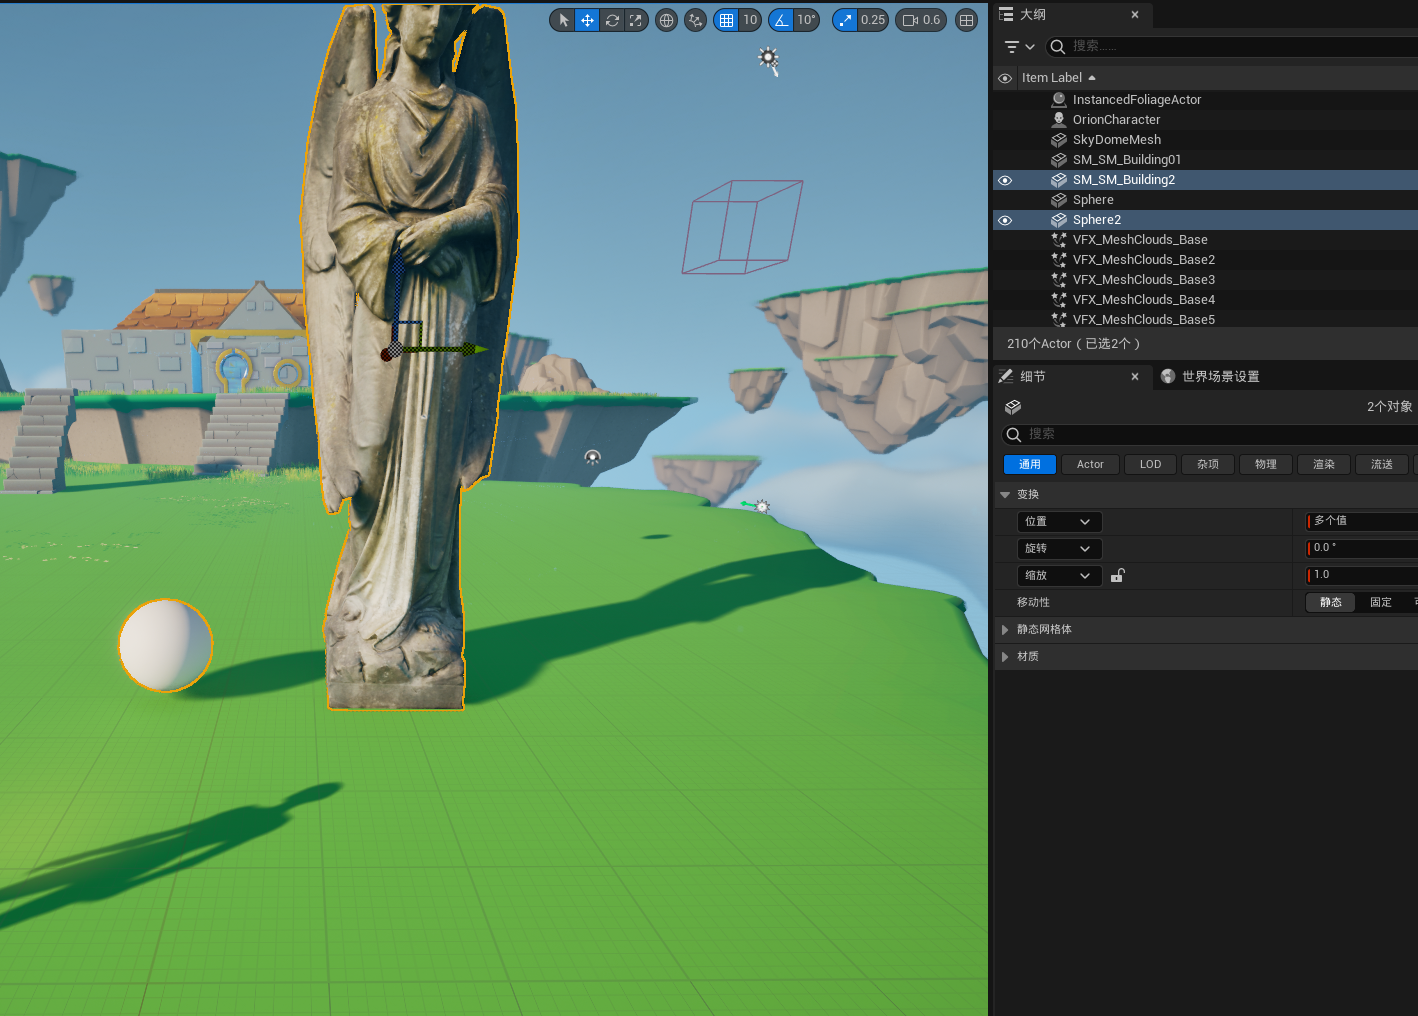 10
10°
0.25
0.6
大纲
搜索......
Item Label
InstancedFoliageActor
OrionCharacter
SkyDomeMesh
SM_SM_Building01
SM_SM_Building2
Sphere
Sphere2
VFX_MeshClouds_Base
VFX_MeshClouds_Base2
VFX_MeshClouds_Base3
VFX_MeshClouds_Base4
VFX_MeshClouds_Base5
210个Actor（已选2个）
细节
世界场景设置
2个对象
搜索
通用 Actor LOD 杂项 物理 渲染 流送
变换
位置 多个值
旋转 0.0 °
缩放 1.0
移动性 静态 固定
静态网格体
材质